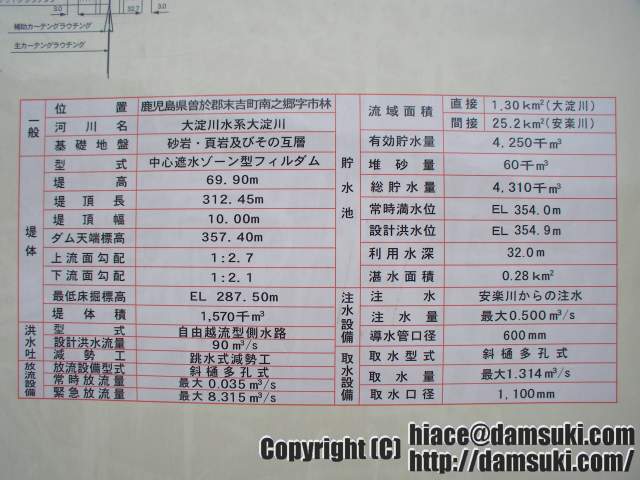 5.0 32.7 3.0
補助カーテングラウチング
主カーテングラウチング
一般
位置 鹿児島県曽於郡末吉町南之郷字市林
河川名 大淀川水系大淀川
基礎地盤 砂岩・頁岩及びその互層
堤体
型式 中心遮水ゾーン型フィルダム
堤高 69.90m
堤頂長 312.45m
堤頂幅 10.00m
ダム天端標高 357.40m
上流面勾配 1:2.7
下流面勾配 1:2.1
最低床掘標高 EL 287.50m
堤体積 1,570千m³
洪水吐
型式 自由越流型側水路
設計洪水流量 90m³/s
減勢工 跳水式減勢工
放流設備
放流設備型式 斜樋多孔式
常時放流量 最大0.035m³/s
緊急放流量 最大8.315m³/s
貯水池
流域面積 直接 1.30km²(大淀川)
間接 25.2km²(安楽川)
有効貯水量 4,250千m³
堆砂量 60千m³
総貯水量 4,310千m³
常時満水位 EL 354.0m
設計洪水位 EL 354.9m
利用水深 32.0m
湛水面積 0.28km²
注水設備
注水 安楽川からの注水
注水量 最大0.500m³/s
導水管口径 600mm
取水設備
取水型式 斜樋多孔式
取水量 最大1.314m³/s
取水口径 1,100mm
Copyright (C) hiace@damsuki.com
http://damsuki.com/